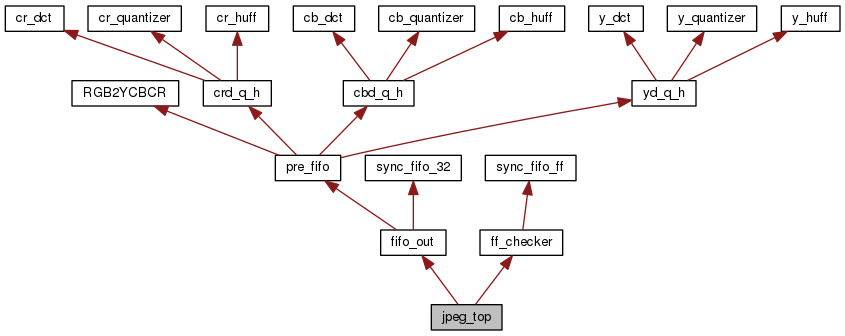 cr_dct
cr_quantizer
cr_huff
cb_dct
cb_quantizer
cb_huff
y_dct
y_quantizer
y_huff
RGB2YCBCR
crd_q_h
cbd_q_h
yd_q_h
pre_fifo
sync_fifo_32
sync_fifo_ff
fifo_out
ff_checker
jpeg_top